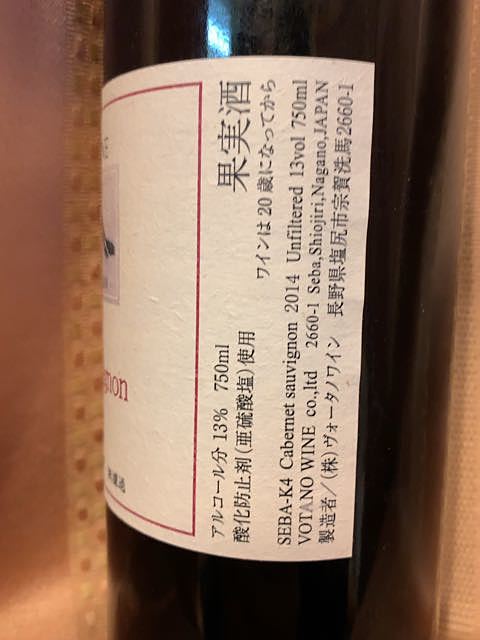 果実酒
アルコール分 13% 750ml
酸化防止剤(亜硫酸塩)使用
ワインは20歳になってから
SEBA-K4 Cabernet sauvignon 2014 Unfiltered 13vol 750ml
VOTANO WINE co.,ltd 2660-1 Seba,Shiojiri,Nagano,JAPAN
製造者/(株)ヴォータノワイン 長野県塩尻市宗賀洗馬2660-1